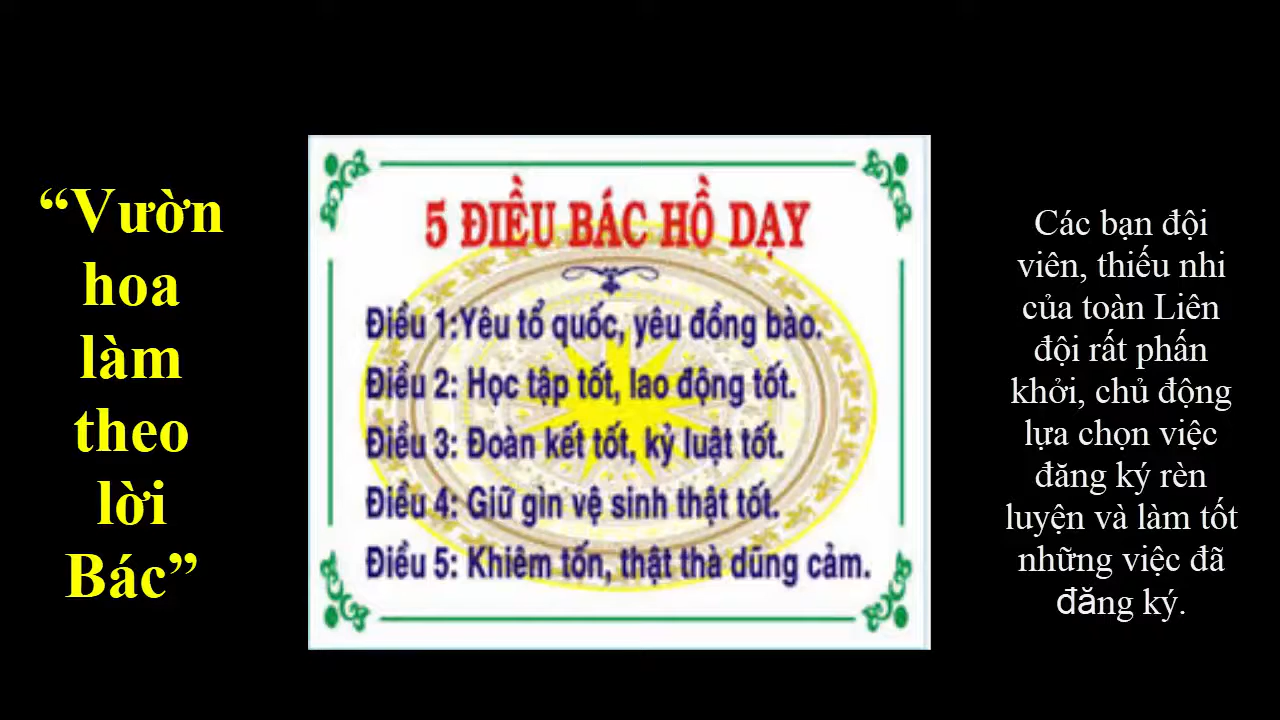 “Vườn
hoa
làm
theo
lời
Bác”
5 ĐIỀU BÁC HỒ DẠY
Điều 1:Yêu tổ quốc, yêu đồng bào.
Điều 2: Học tập tốt, lao động tốt.
Điều 3: Đoàn kết tốt, kỷ luật tốt.
Điều 4: Giữ gìn vệ sinh thật tốt.
Điều 5: Khiêm tốn, thật thà dũng cảm.
Các bạn đội
viên, thiếu nhi
của toàn Liên
đội rất phấn
khởi, chủ động
lựa chọn việc
đăng ký rèn
luyện và làm tốt
những việc đã
đăng ký.